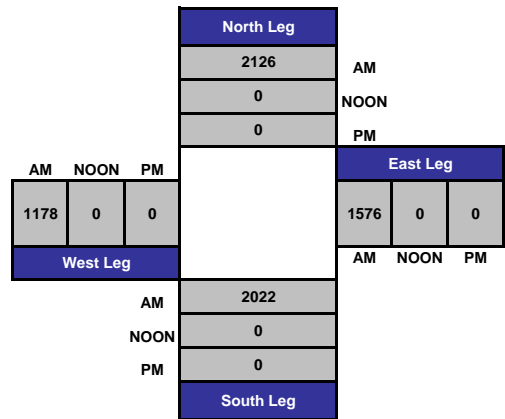 North Leg
2126
AM
0
NOON
0
PM
AM NOON PM
East Leg
1178 0 0
1576 0 0
West Leg
AM NOON PM
AM
2022
NOON
0
PM
0
South Leg